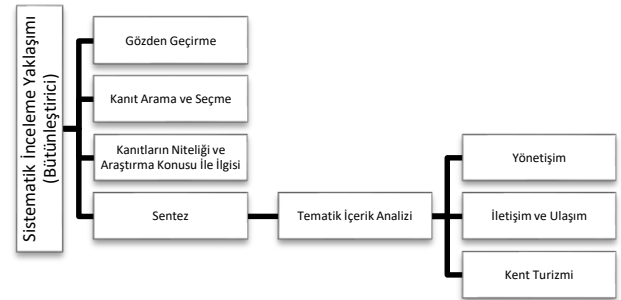 Sistematik İnceleme Yaklaşımı
(Bütünleştirici)
Gözden Geçirme
Kanıt Arama ve Seçme
Kanıtların Niteliği ve
Araştırma Konusu İle İlgisi
Sentez
Tematik İçerik Analizi
Yönetişim
İletişim ve Ulaşım
Kent Turizmi